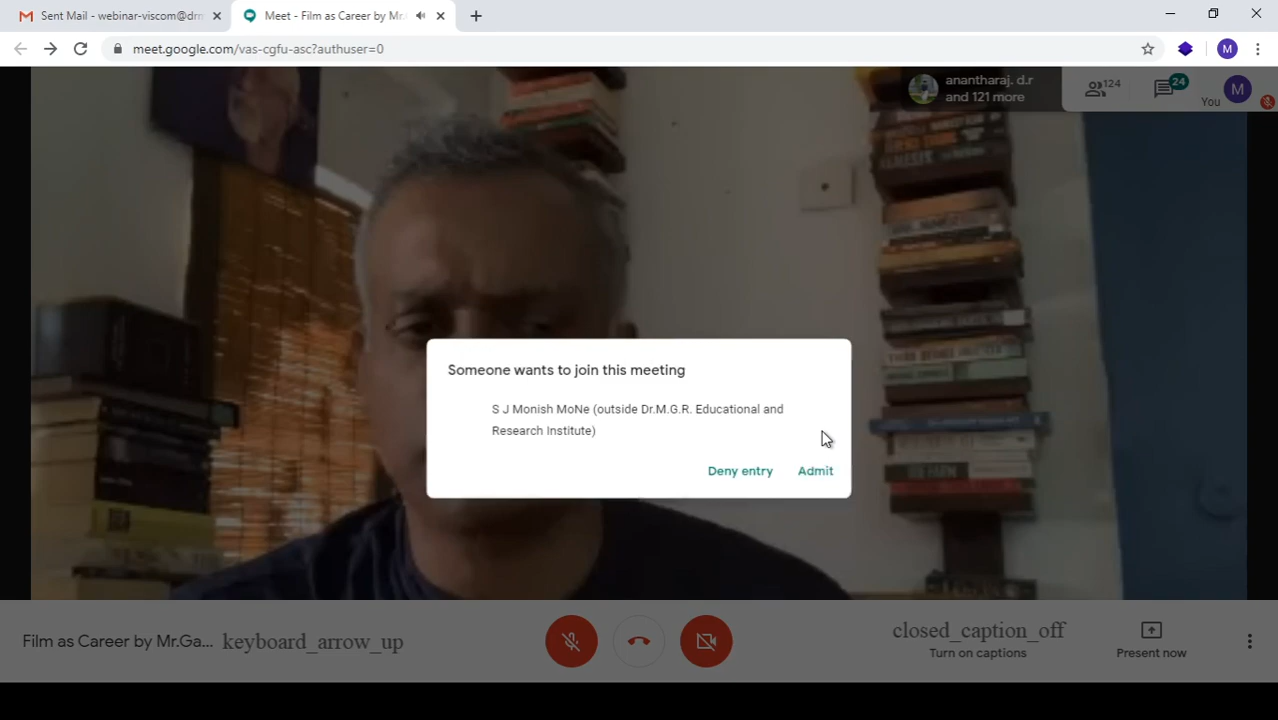 Sent Mail - webinar-viscom@drm
Meet - Film as Career by Mr.
meet.google.com/vas-cgfu-asc?authuser=0
M
anantharaj. d.r
and 121 more
124
24
You
M
Someone wants to join this meeting
S J Monish MoNe (outside Dr.M.G.R. Educational and
Research Institute)
Deny entry
Admit
Film as Career by Mr.Ga...
keyboard_arrow_up
closed_caption_off
Turn on captions
Present now